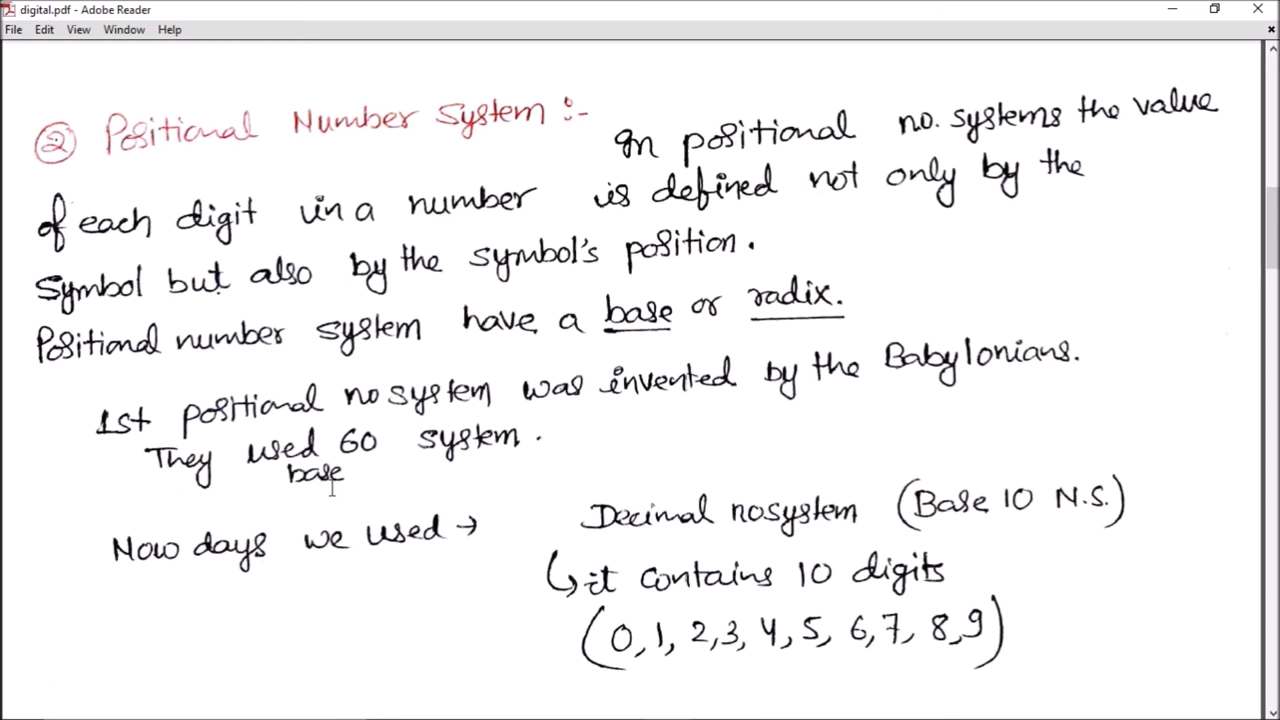 digital.pdf - Adobe Reader
File Edit View Window Help
② Positional Number System :- In positional no. systems the value
of each digit in a number is defined not only by the
symbol but also by the symbol's position.
Positional number system have a base or radix.
1st positional no system was invented by the Babylonians.
They used 60 system.
base
Now days we used → Decimal no system (Base 10 N.S.)
↳ it contains 10 digits
(0, 1, 2, 3, 4, 5, 6, 7, 8, 9)